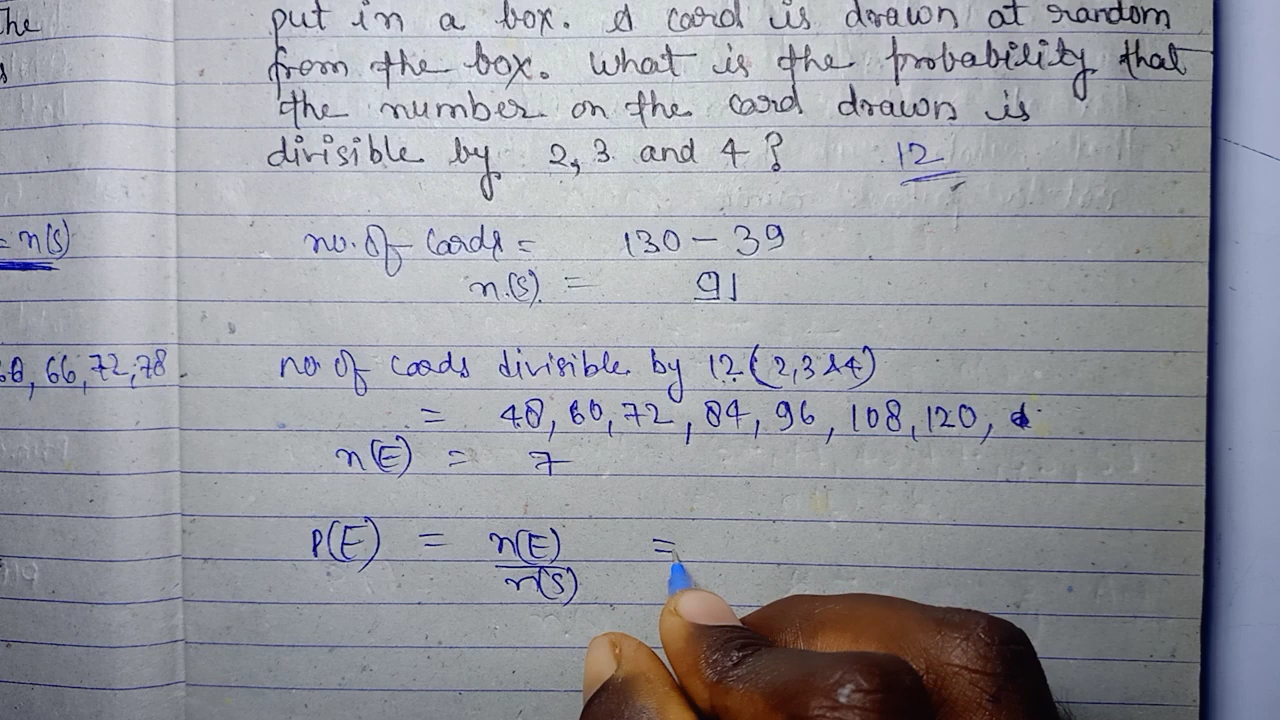 the
put in a box. A card is drawn at random
from the box. What is the probability that
the number on the card drawn is
divisible by 2, 3 and 4 ? 12
= n(S)
no. of cards = 130 - 39
n.(S). = 91
66, 72, 78
no of cards divisible by 12 (2, 3 & 4)
= 48, 60, 72, 84, 96, 108, 120,
n(E) = 7
P(E) = n(E) =
n(S)